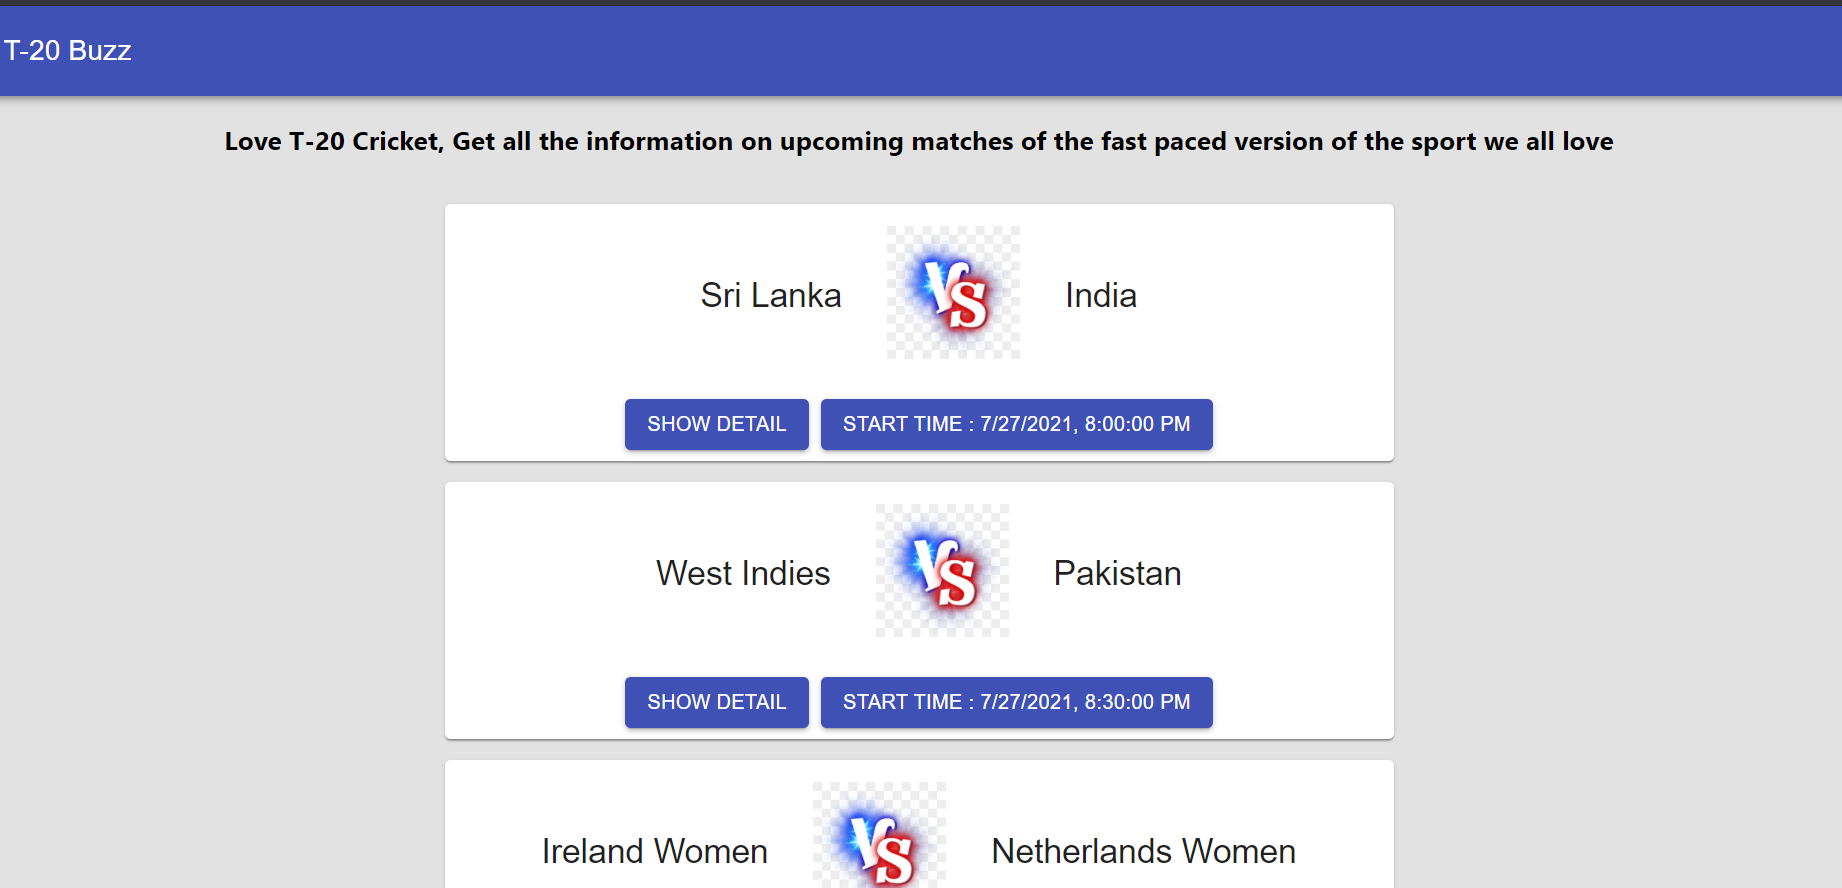 T-20 Buzz
Love T-20 Cricket, Get all the information on upcoming matches of the fast paced version of the sport we all love
Sri Lanka VS India
SHOW DETAIL START TIME : 7/27/2021, 8:00:00 PM
West Indies VS Pakistan
SHOW DETAIL START TIME : 7/27/2021, 8:30:00 PM
Ireland Women VS Netherlands Women